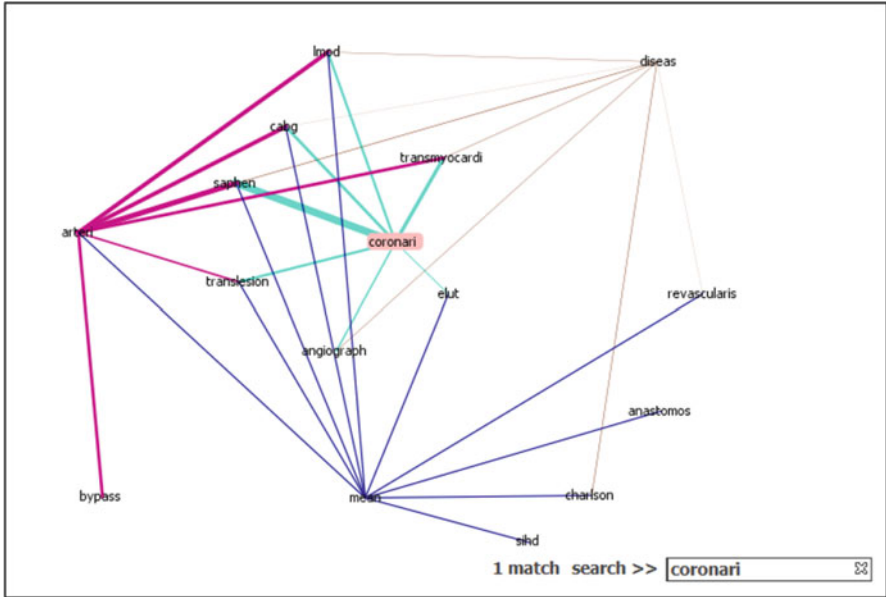 lmcd
diseas
cabg
transmyocardi
saphen
arteri
coronari
translesion
elut
revascularis
angiograph
anastomos
bypass
mean
charlson
sihd
1 match search >> coronari